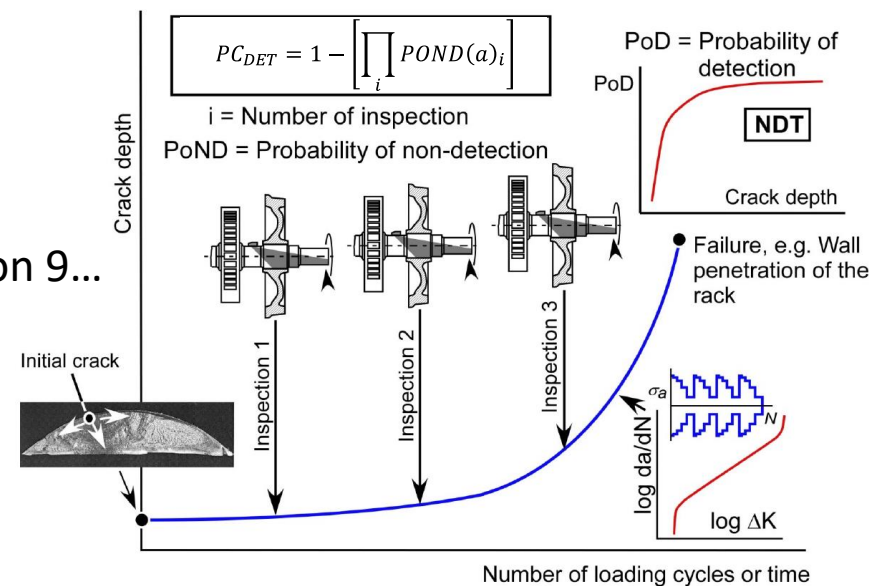 PC_DET = 1 − [∏_i POND(a)_i]
i = Number of inspection
PoND = Probability of non-detection
PoD = Probability of
detection
PoD
NDT
Crack depth
Crack depth
on 9...
Failure, e.g. Wall
penetration of the
rack
Initial crack
Inspection 1
Inspection 2
Inspection 3
σa
N
log da/dN
log ΔK
Number of loading cycles or time